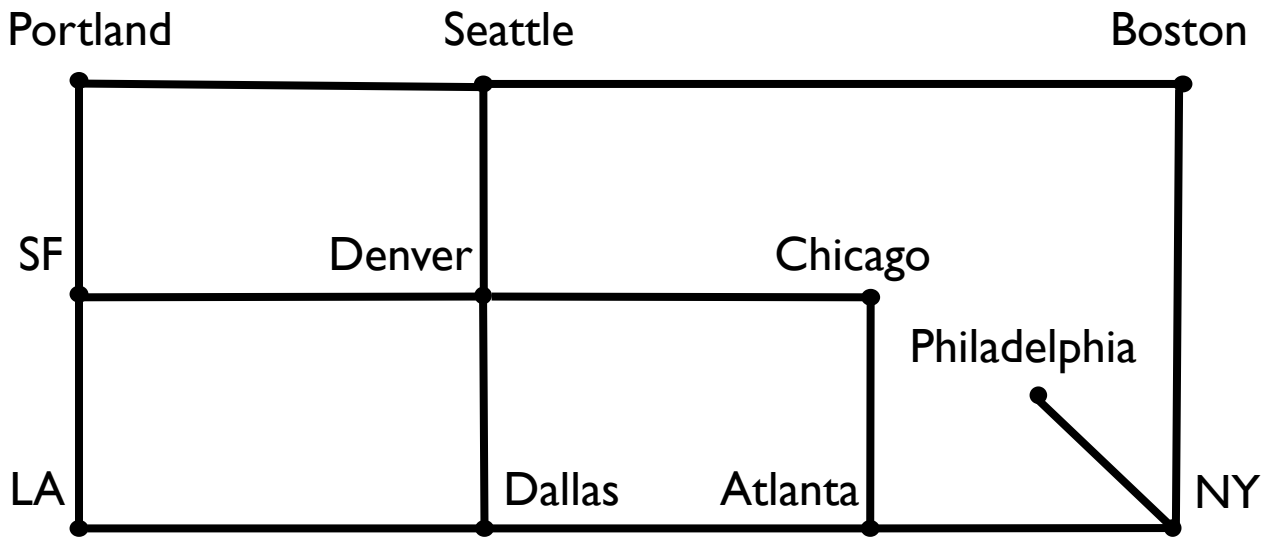 Portland
Seattle
Boston
SF
Denver
Chicago
Philadelphia
LA
Dallas
Atlanta
NY